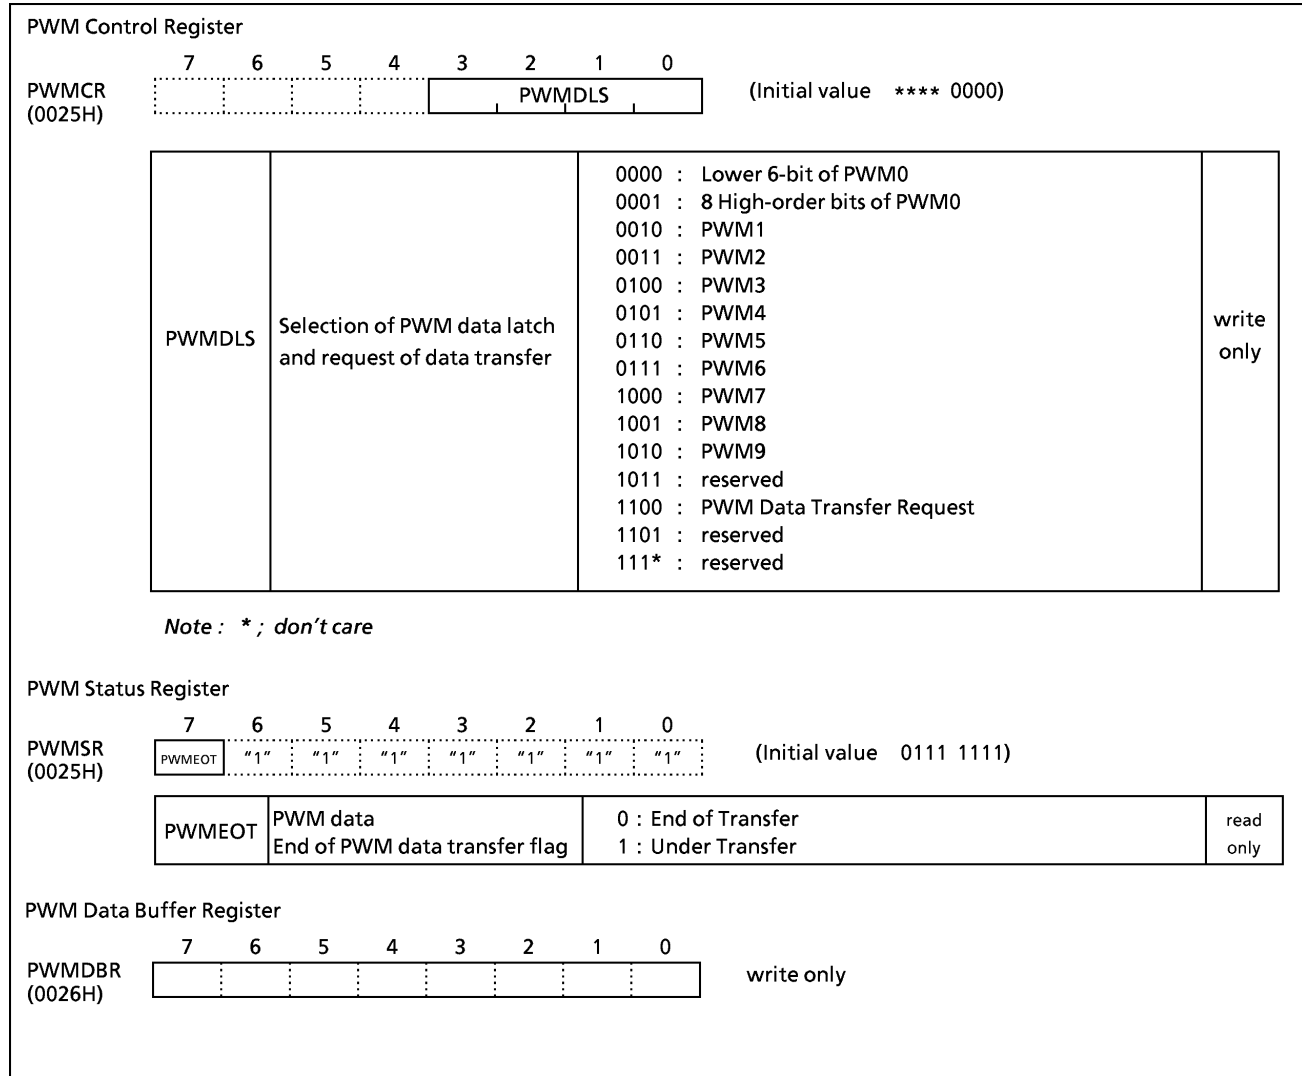 PWM Control Register
7 6 5 4 3 2 1 0
PWMCR
(0025H)
PWMDLS
(Initial value **** 0000)
PWMDLS
Selection of PWM data latch
and request of data transfer
0000 : Lower 6-bit of PWM0
0001 : 8 High-order bits of PWM0
0010 : PWM1
0011 : PWM2
0100 : PWM3
0101 : PWM4
0110 : PWM5
0111 : PWM6
1000 : PWM7
1001 : PWM8
1010 : PWM9
1011 : reserved
1100 : PWM Data Transfer Request
1101 : reserved
111* : reserved
write
only
Note : * ; don't care
PWM Status Register
7 6 5 4 3 2 1 0
PWMSR
(0025H)
PWMEOT "1" "1" "1" "1" "1" "1" "1"
(Initial value 0111 1111)
PWMEOT
PWM data
End of PWM data transfer flag
0 : End of Transfer
1 : Under Transfer
read
only
PWM Data Buffer Register
7 6 5 4 3 2 1 0
PWMDBR
(0026H)
write only